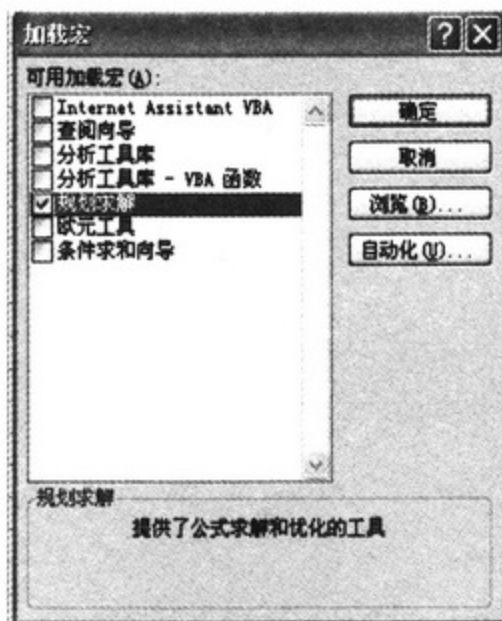 加载宏
可用加载宏(A):
Internet Assistant VBA
查阅向导
分析工具库
分析工具库 - VBA 函数
规划求解
欧元工具
条件求和向导
确定
取消
浏览(B)...
自动化(U)...
规划求解
提供了公式求解和优化的工具